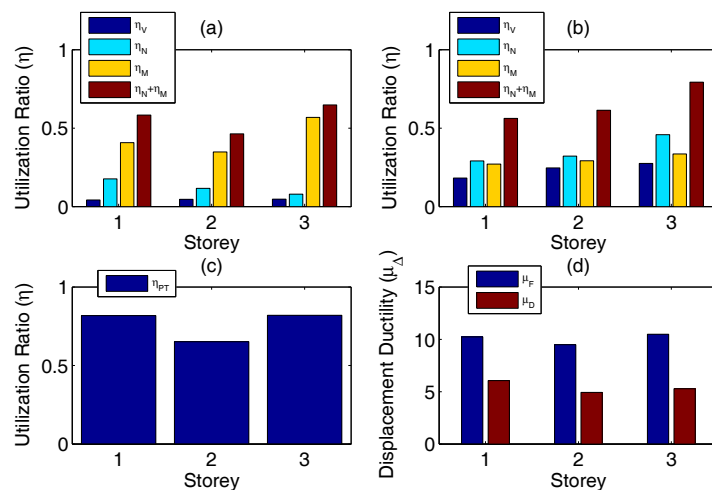 (a)
η_V
η_N
η_M
η_N+η_M
Utilization Ratio (η)
1
0.5
0
1 2 3
Storey
(b)
η_V
η_N
η_M
η_N+η_M
Utilization Ratio (η)
1
0.5
0
1 2 3
Storey
(c)
η_PT
Utilization Ratio (η)
1
0.5
0
1 2 3
Storey
(d)
μ_F
μ_D
Displacement Ductility (μ_Δ)
15
10
5
0
1 2 3
Storey